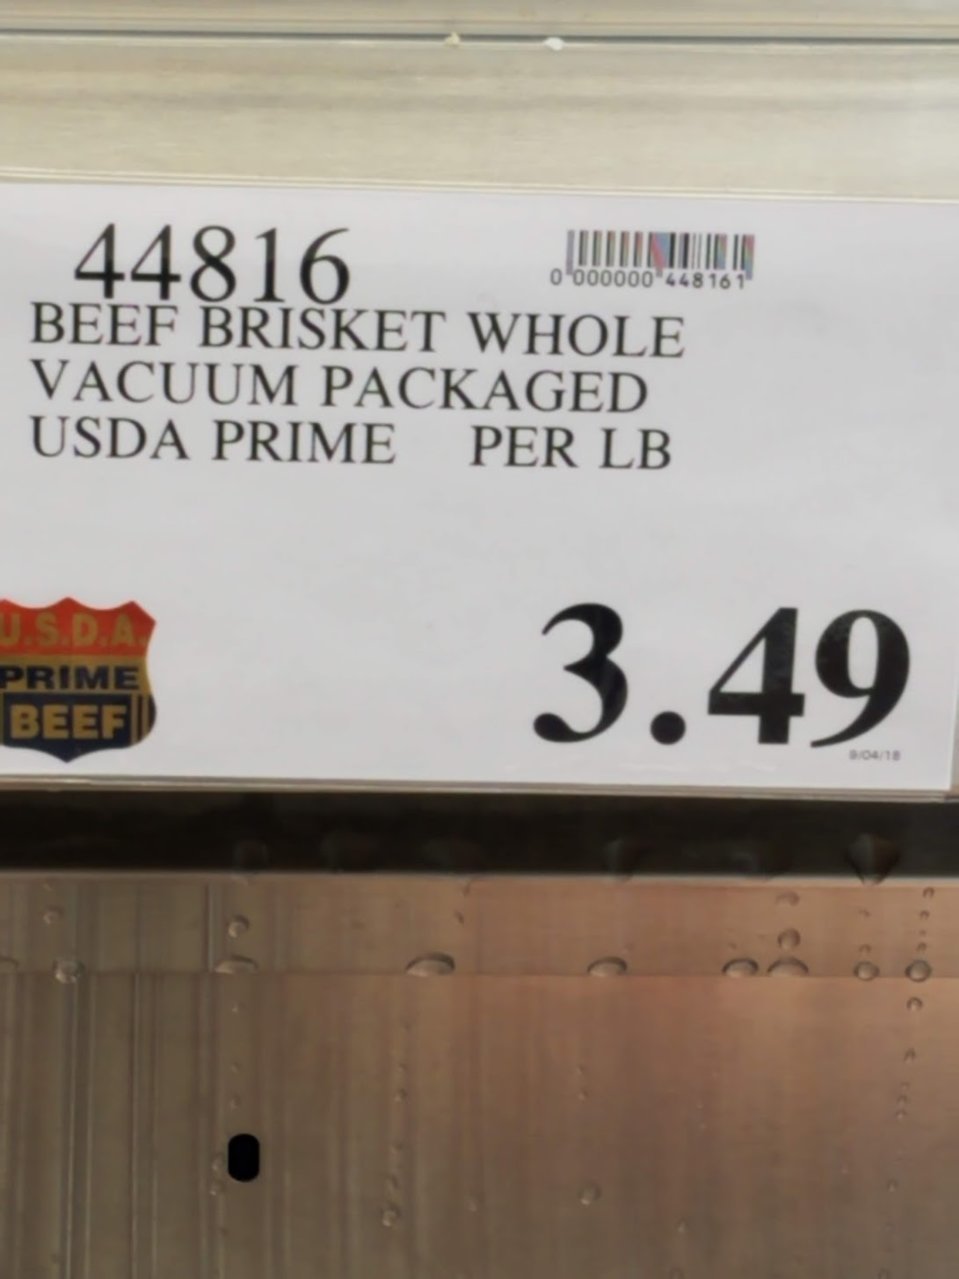 44816
0 000000 448161
BEEF BRISKET WHOLE
VACUUM PACKAGED
USDA PRIME PER LB
U.S.D.A.
PRIME
BEEF
3.49
9/04/18